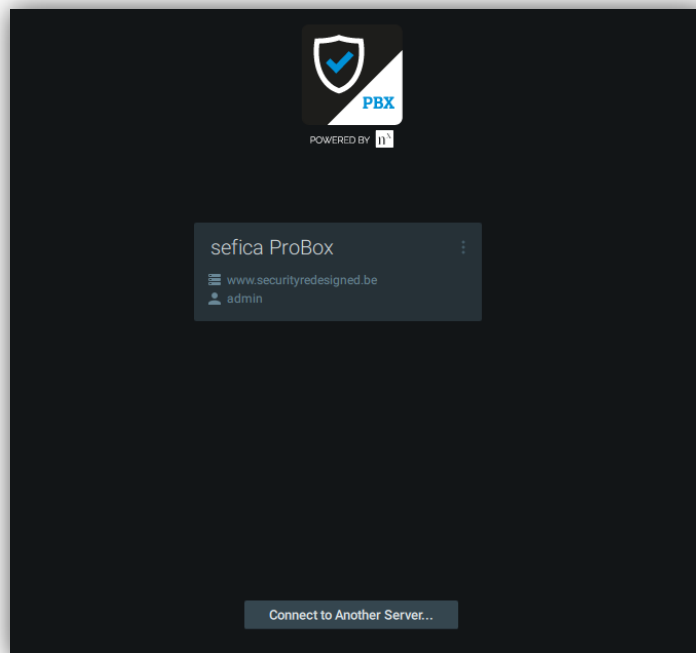 PBX
POWERED BY n
sefica ProBox
www.securityredesigned.be
admin
Connect to Another Server...